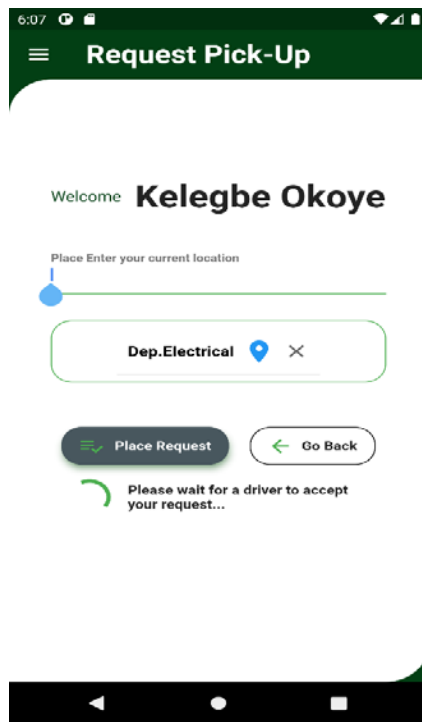 6:07
Request Pick-Up
Welcome Kelegbe Okoye
Place Enter your current location
Dep.Electrical
Place Request
Go Back
Please wait for a driver to accept
your request...